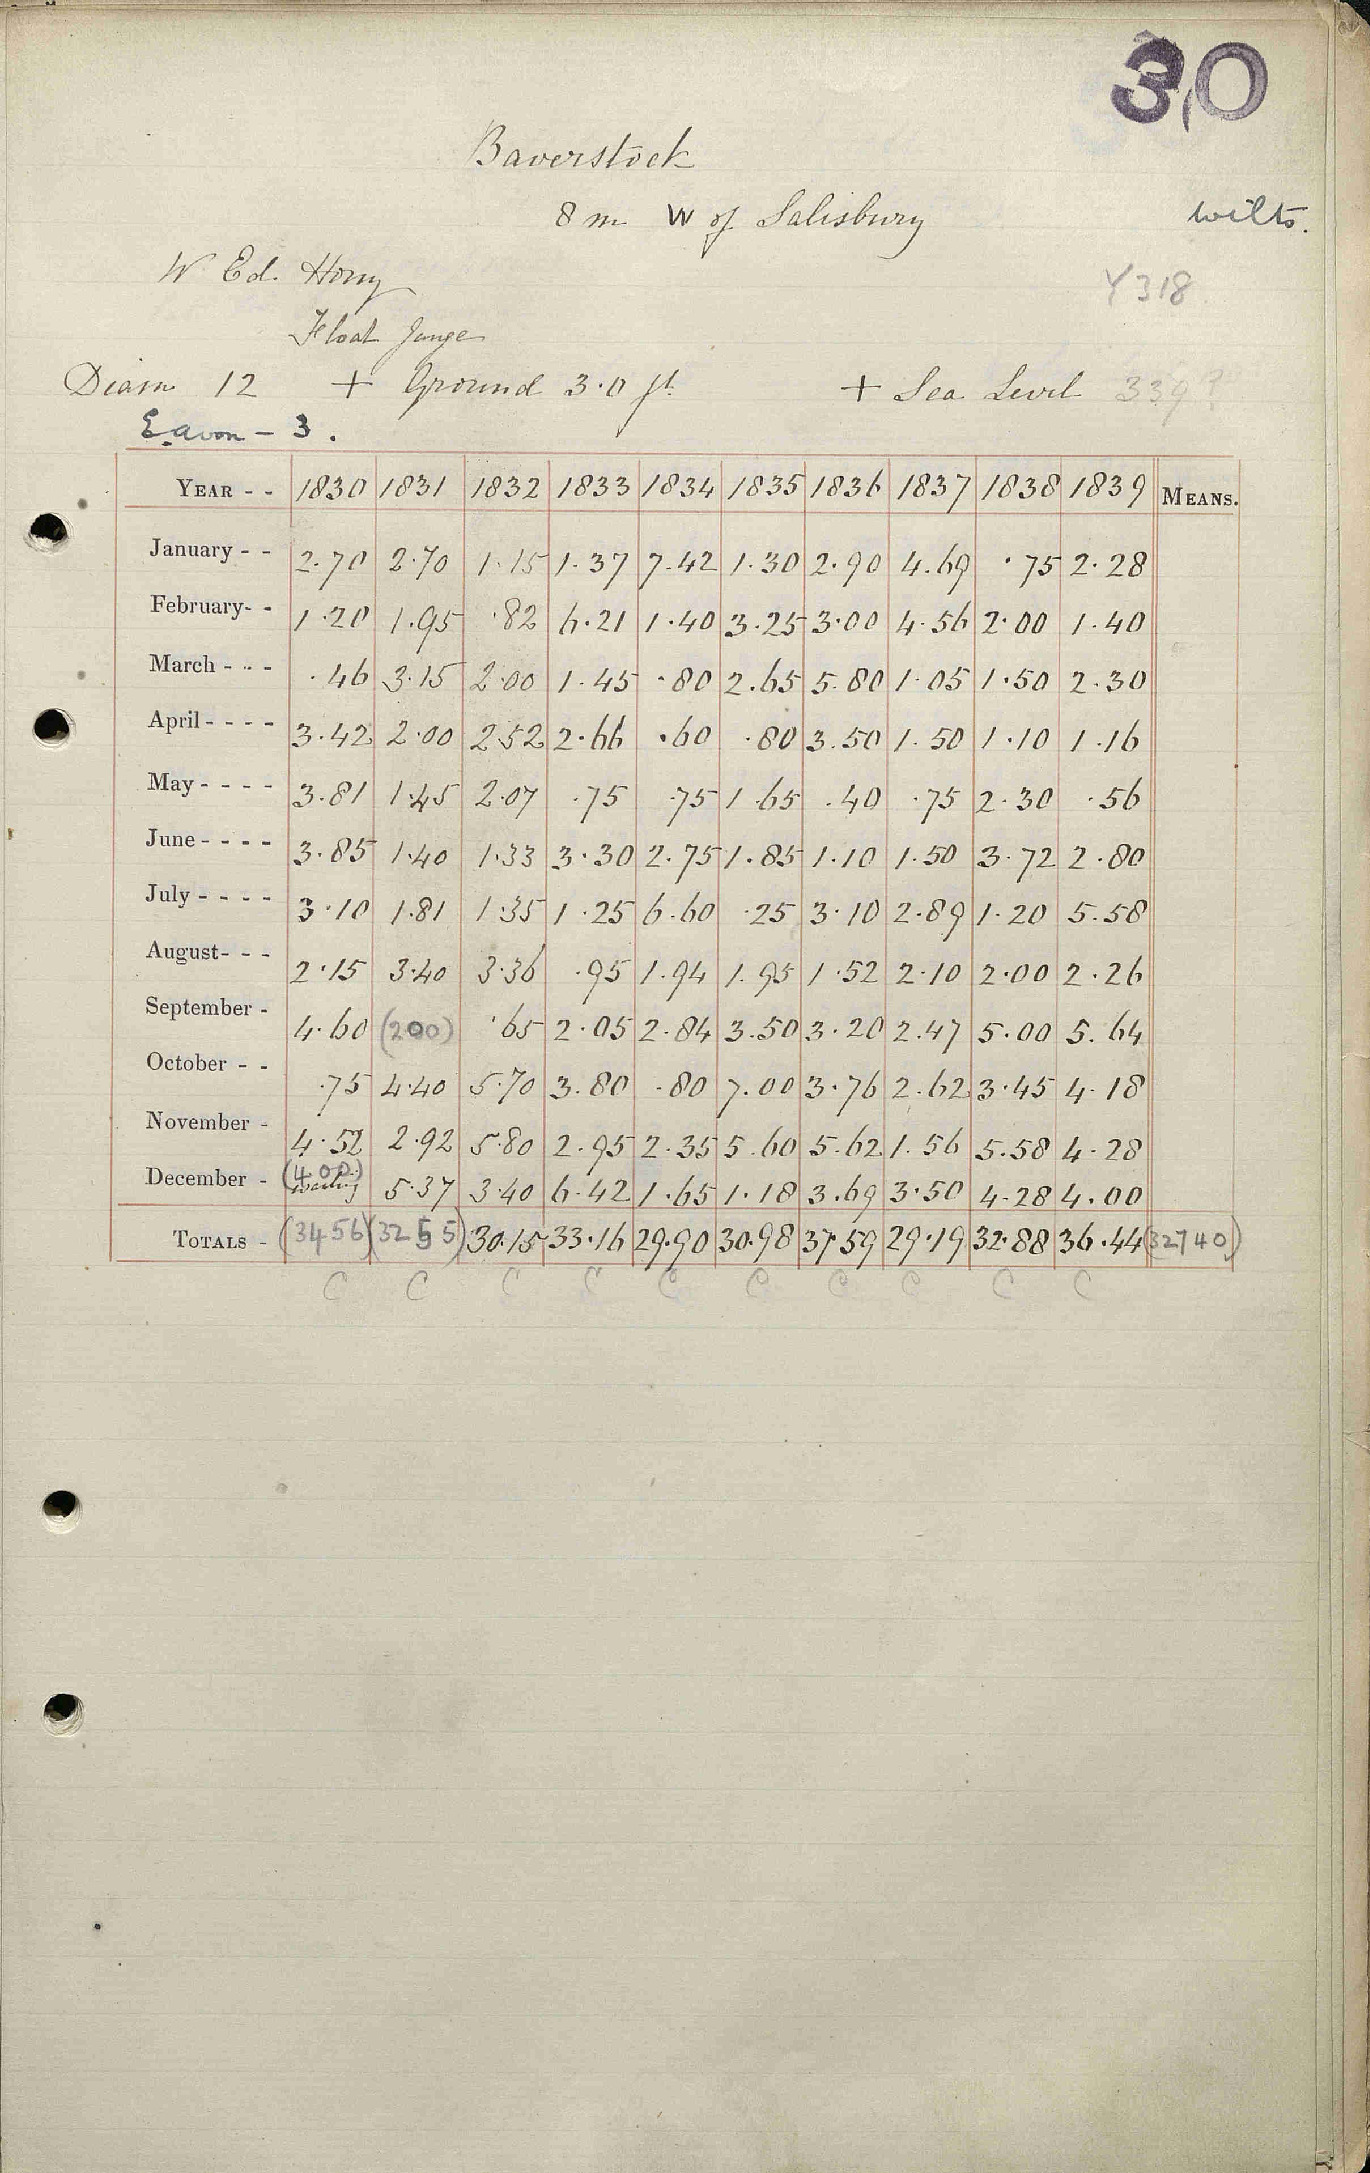 30
Baverstock
8 m W of Salisbury
Wilts.
W Ed. Hony
Y318
Float Gauge
Diam 12 + Ground 3.0 ft. + Sea Level 339?
E. avon - 3.
YEAR - - 1830 1831 1832 1833 1834 1835 1836 1837 1838 1839 MEANS.
January - - 2.70 2.70 1.15 1.37 7.42 1.30 2.90 4.69 .75 2.28
February- - 1.20 1.95 .82 6.21 1.40 3.25 3.00 4.56 2.00 1.40
March - - - .46 3.15 2.00 1.45 .80 2.65 5.80 1.05 1.50 2.30
April - - - - 3.42 2.00 2.52 2.66 .60 .80 3.50 1.50 1.10 1.16
May - - - - 3.81 1.45 2.07 .75 .75 1.65 .40 .75 2.30 .56
June - - - - 3.85 1.40 1.33 3.30 2.75 1.85 1.10 1.50 3.72 2.80
July - - - - 3.10 1.81 1.35 1.25 6.60 .25 3.10 2.89 1.20 5.58
August- - - 2.15 3.40 3.36 .95 1.94 1.95 1.52 2.10 2.00 2.26
September - 4.60 (200) .65 2.05 2.84 3.50 3.20 2.47 5.00 5.64
October - - .75 4.40 5.70 3.80 .80 7.00 3.76 2.62 3.45 4.18
November - 4.52 2.92 5.80 2.95 2.35 5.60 5.62 1.56 5.58 4.28
December - (400) wanting 5.37 3.40 6.42 1.65 1.18 3.69 3.50 4.28 4.00
TOTALS - (3456) (3255) 30.15 33.16 29.90 30.98 37.59 29.19 32.88 36.44 (32740)
C C C C C C C C C C